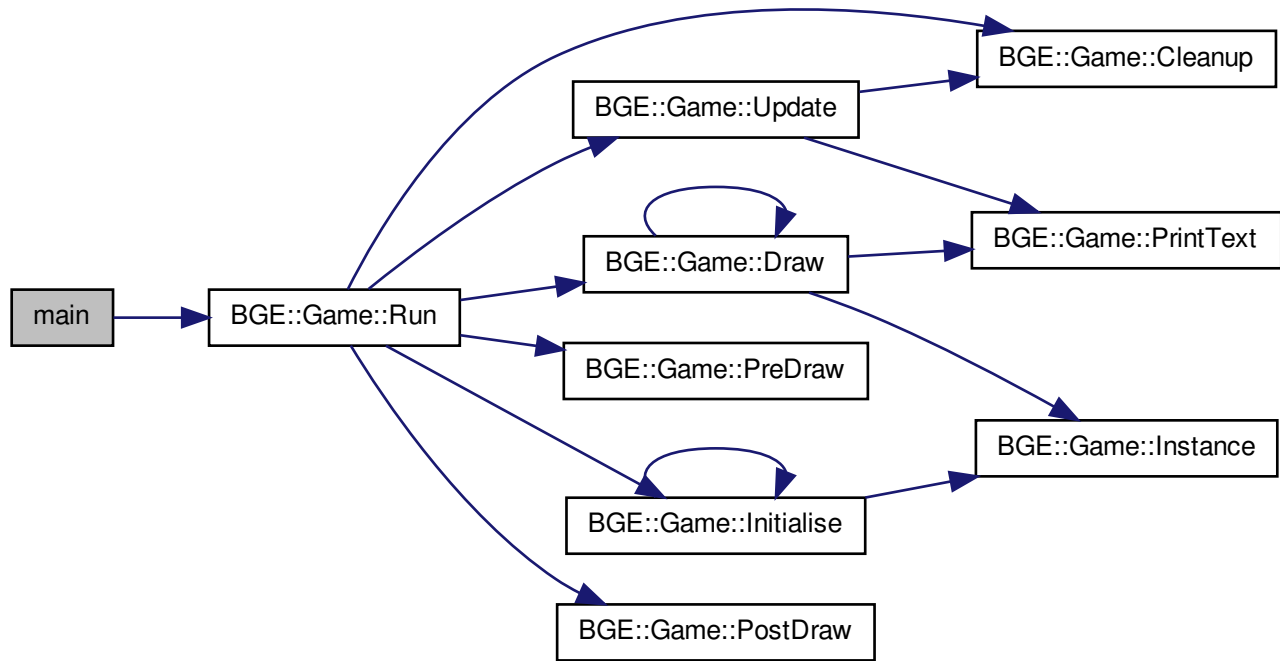 BGE::Game::Cleanup
BGE::Game::Update
BGE::Game::PrintText
BGE::Game::Draw
main
BGE::Game::Run
BGE::Game::PreDraw
BGE::Game::Instance
BGE::Game::Initialise
BGE::Game::PostDraw